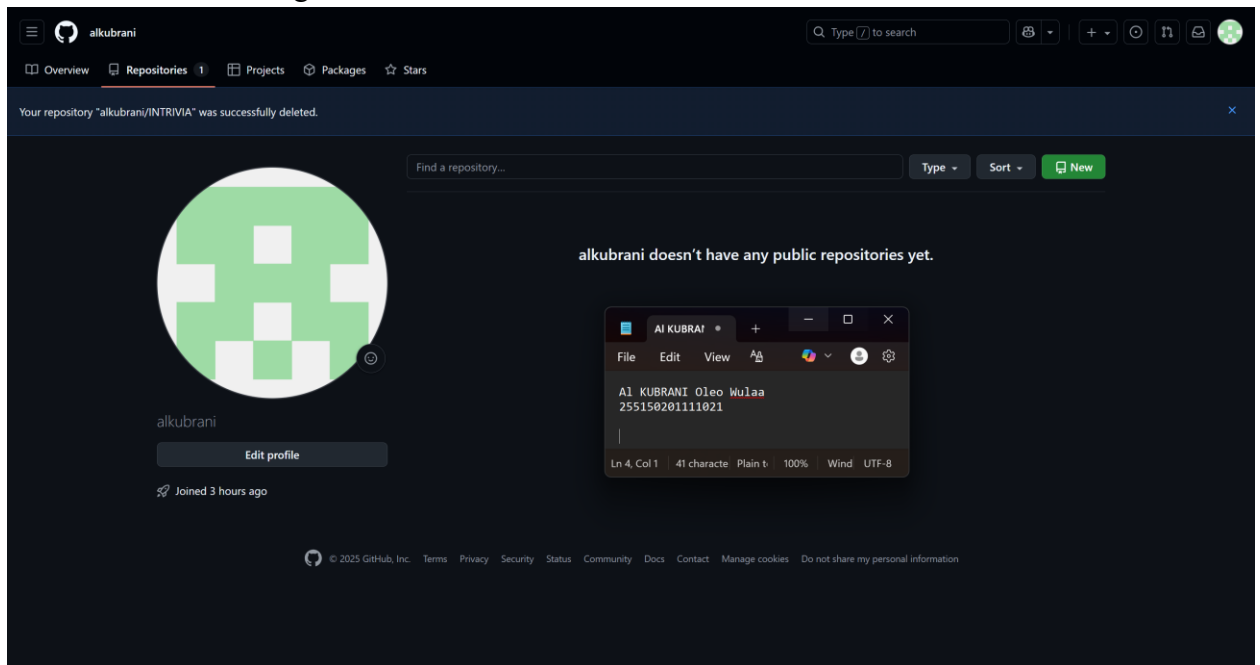 alkubrani
Type / to search
Overview Repositories 1 Projects Packages Stars
Your repository "alkubrani/INTRIVIA" was successfully deleted.
Find a repository...
Type
Sort
New
alkubrani doesn't have any public repositories yet.
Al KUBRAI
File Edit View
Al KUBRANI Oleo Wulaa
255150201111021
Ln 4, Col 1 41 characte Plain t 100% Wind UTF-8
alkubrani
Edit profile
Joined 3 hours ago
© 2025 GitHub, Inc. Terms Privacy Security Status Community Docs Contact Manage cookies Do not share my personal information